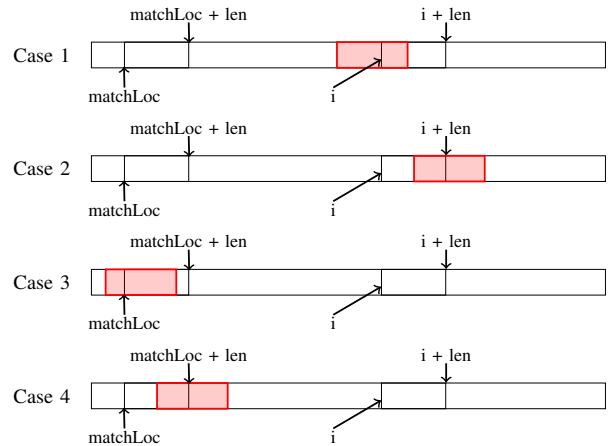 matchLoc + len i + len
Case 1
matchLoc i
matchLoc + len i + len
Case 2
matchLoc i
matchLoc + len i + len
Case 3
matchLoc i
matchLoc + len i + len
Case 4
matchLoc i